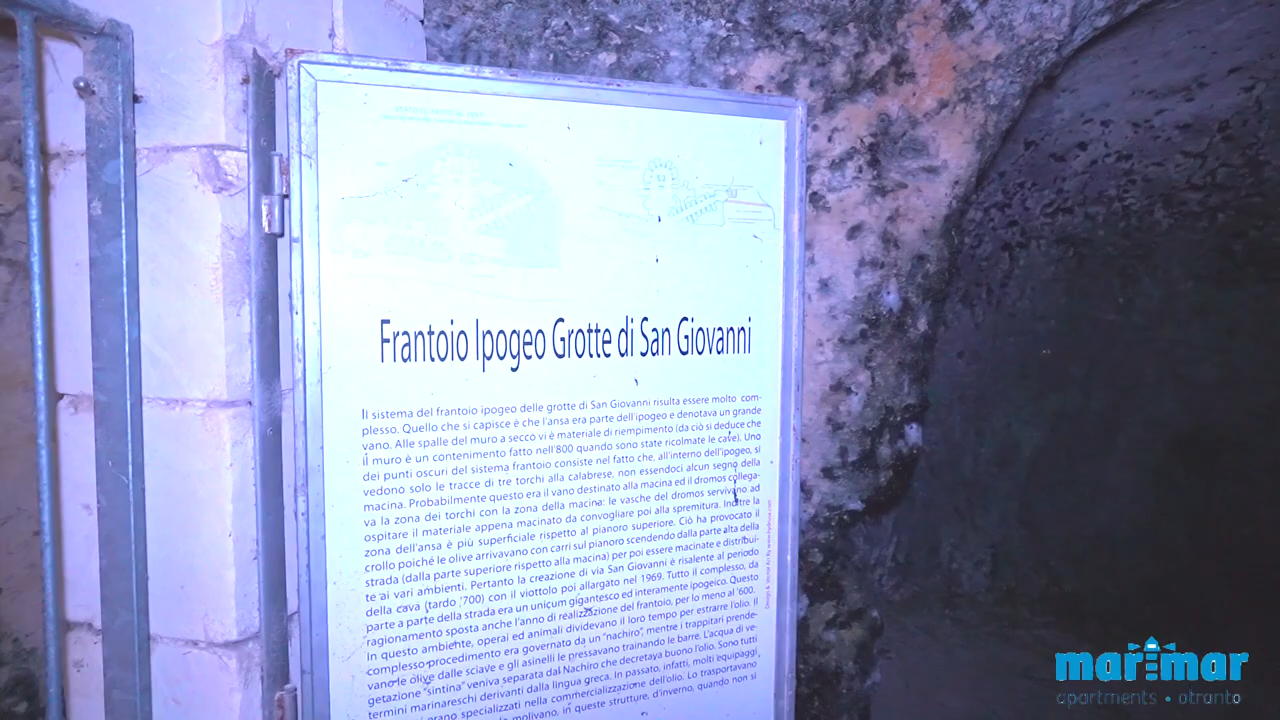 Frantoio Ipogeo Grotte di San Giovanni
Il sistema del frantoio ipogeo delle grotte di San Giovanni risulta essere molto com-
plesso. Quello che si capisce è che l'ansa era parte dell'ipogeo e denotava un grande
vano. Alle spalle del muro a secco vi è materiale di riempimento (da ciò si deduce che
il muro è un contenimento fatto nell'800 quando sono state ricolmate le cave). Uno
dei punti oscuri del sistema frantoio consiste nel fatto che, all'interno dell'ipogeo, si
vedono solo le tracce di tre torchi alla calabrese, non essendoci alcun segno della
macina. Probabilmente questo era il vano destinato alla macina ed il dromos collega-
va la zona dei torchi con la zona della macina: le vasche del dromos servivano ad
ospitare il materiale appena macinato da convogliare poi alla spremitura. Inoltre la
zona dell'ansa è più superficiale rispetto al pianoro superiore. Ciò ha provocato il
crollo poiché le olive arrivavano con carri sul pianoro scendendo dalla parte alta della
strada (dalla parte superiore rispetto alla macina) per poi essere macinate e distribui-
te ai vari ambienti. Pertanto la creazione di via San Giovanni è risalente al periodo
della cava (tardo '700) con il viottolo poi allargato nel 1969. Tutto il complesso, da
parte a parte della strada era un unicum gigantesco ed interamente ipogeico. Questo
ragionamento sposta anche l'anno di realizzazione del frantoio, per lo meno al '600.
In questo ambiente, operai ed animali dividevano il loro tempo per estrarre l'olio. Il
complesso procedimento era governato da un "nachiro", mentre i trappitari prende-
vano le olive dalle sciave e gli asinelli le pressavano trainando le barre. L'acqua di ve-
getazione "sintina" veniva separata dal Nachiro che decretava buono l'olio. Sono tutti
termini marinareschi derivanti dalla lingua greca. In passato, infatti, molti equipaggi
erano specializzati nella commercializzazione dell'olio. Lo trasportavano
molivano, in queste strutture, d'inverno, quando non si
marimar
apartments • otranto